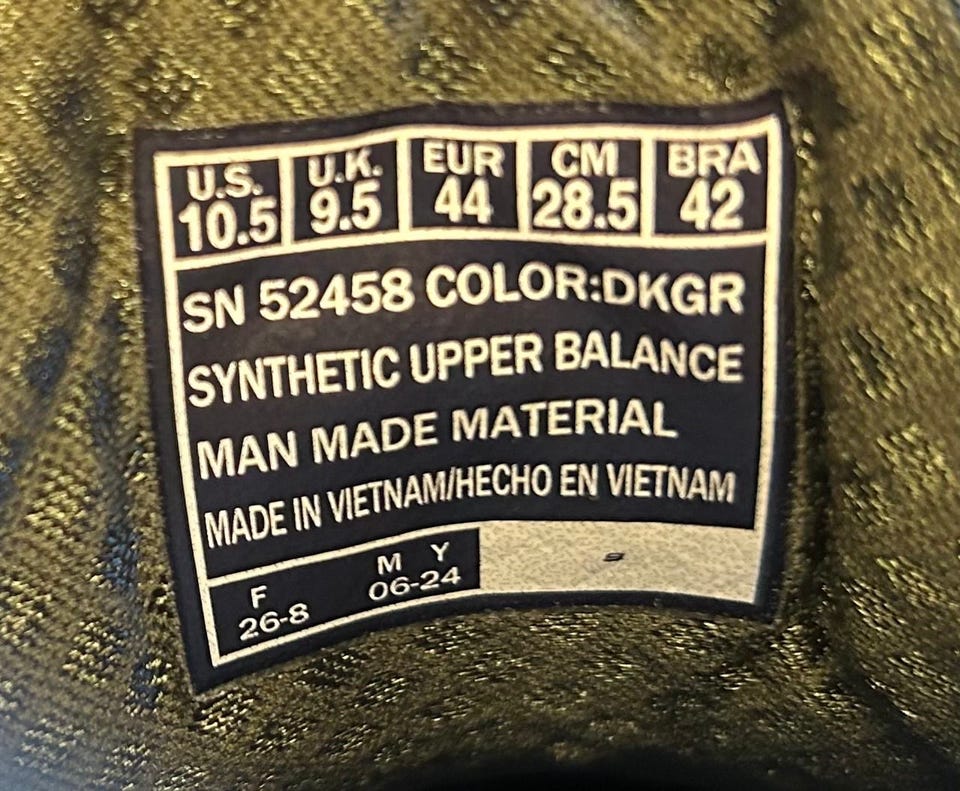 U.S. U.K. EUR CM BRA
10.5 9.5 44 28.5 42
SN 52458 COLOR:DKGR
SYNTHETIC UPPER BALANCE
MAN MADE MATERIAL
MADE IN VIETNAM/HECHO EN VIETNAM
F M Y
26-8 06-24